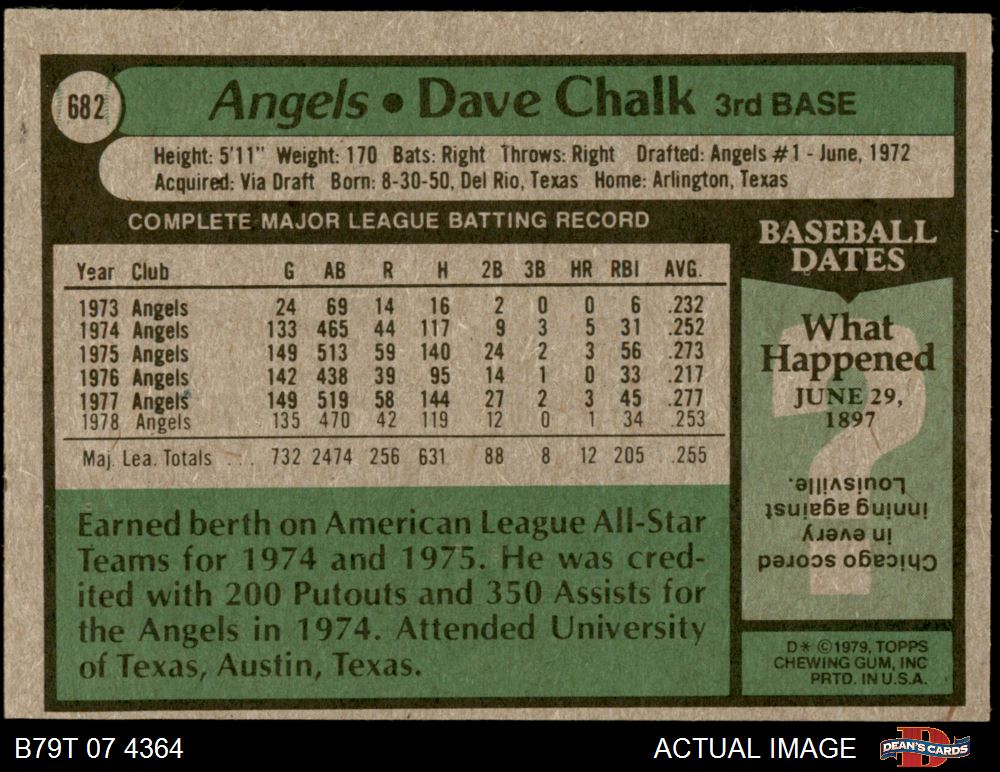 682
Angels • Dave Chalk 3rd BASE
Height: 5'11" Weight: 170 Bats: Right Throws: Right Drafted: Angels #1 - June, 1972
Acquired: Via Draft Born: 8-30-50, Del Rio, Texas Home: Arlington, Texas
COMPLETE MAJOR LEAGUE BATTING RECORD
Year Club G AB R H 2B 3B HR RBI AVG.
1973 Angels 24 69 14 16 2 0 0 6 .232
1974 Angels 133 465 44 117 9 3 5 31 .252
1975 Angels 149 513 59 140 24 2 3 56 .273
1976 Angels 142 438 39 95 14 1 0 33 .217
1977 Angels 149 519 58 144 27 2 3 45 .277
1978 Angels 135 470 42 119 12 0 1 34 .253
Maj. Lea. Totals .... 732 2474 256 631 88 8 12 205 .255
Earned berth on American League All-Star
Teams for 1974 and 1975. He was cred-
ited with 200 Putouts and 350 Assists for
the Angels in 1974. Attended University
of Texas, Austin, Texas.
BASEBALL
DATES
?
What
Happened
JUNE 29,
1897
Chicago scored
in every
inning against
Louisville.
D* ©1979, TOPPS
CHEWING GUM, INC
PRTD. IN U.S.A.
B79T 07 4364
ACTUAL IMAGE
DEAN'S CARDS